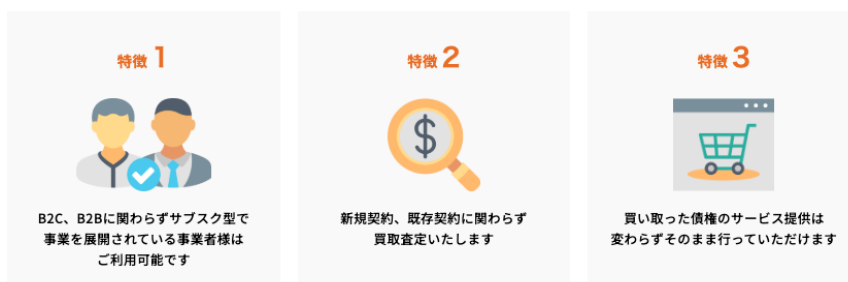 特徴 1
B2C、B2Bに関わらずサブスク型で
事業を展開されている事業者様は
ご利用可能です
特徴 2
$
新規契約、既存契約に関わらず
買取査定いたします
特徴 3
買い取った債権のサービス提供は
変わらずそのまま行っていただけます